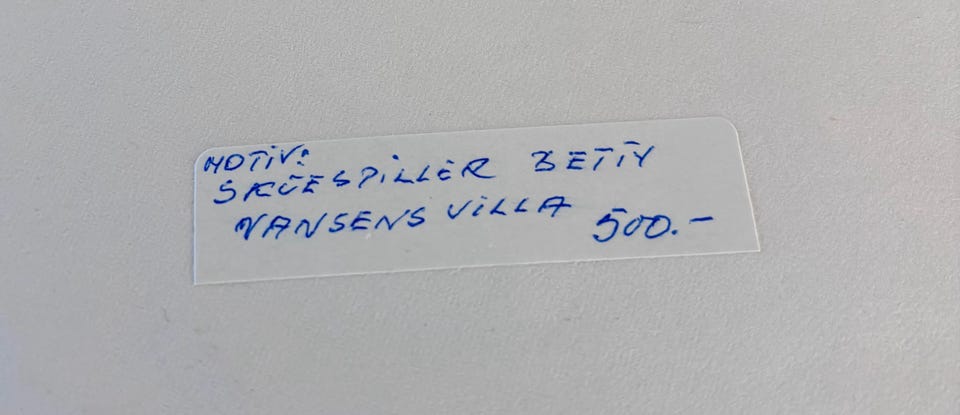 MOTIV:
SKUESPILLER BETTY
NANSENS VILLA
500.-